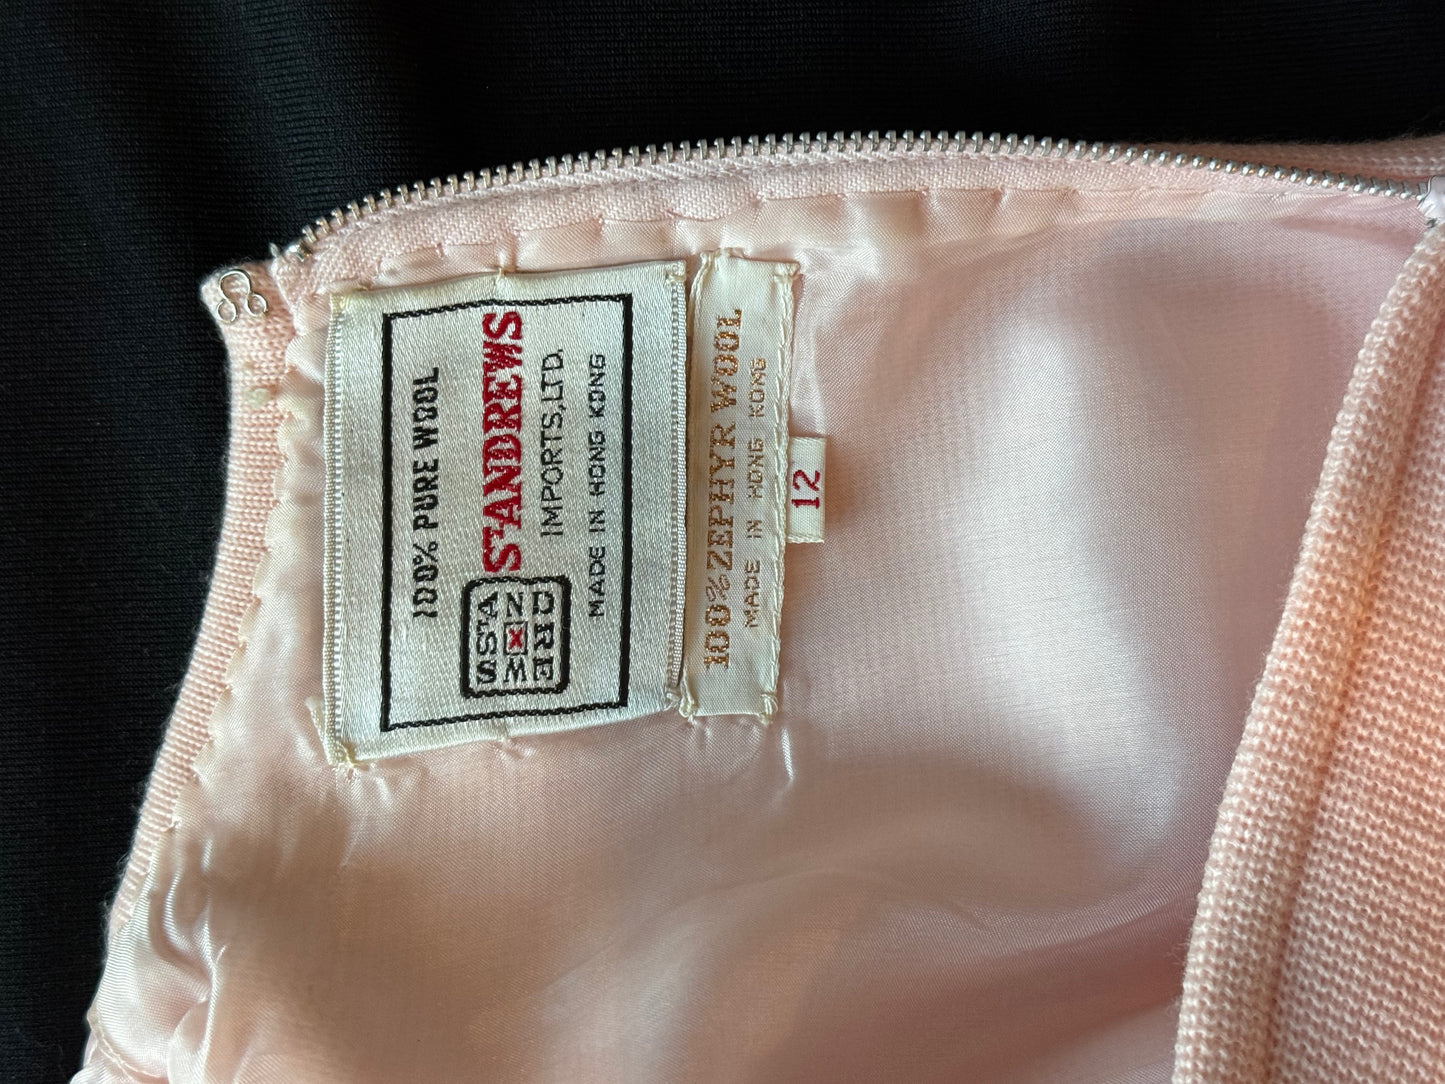 100% PURE WOOL
S ST A
W X N
E R D
ST ANDREWS
IMPORTS,LTD.
MADE IN HONG KONG
100% ZEPHYR WOOL
MADE IN HONG KONG
12